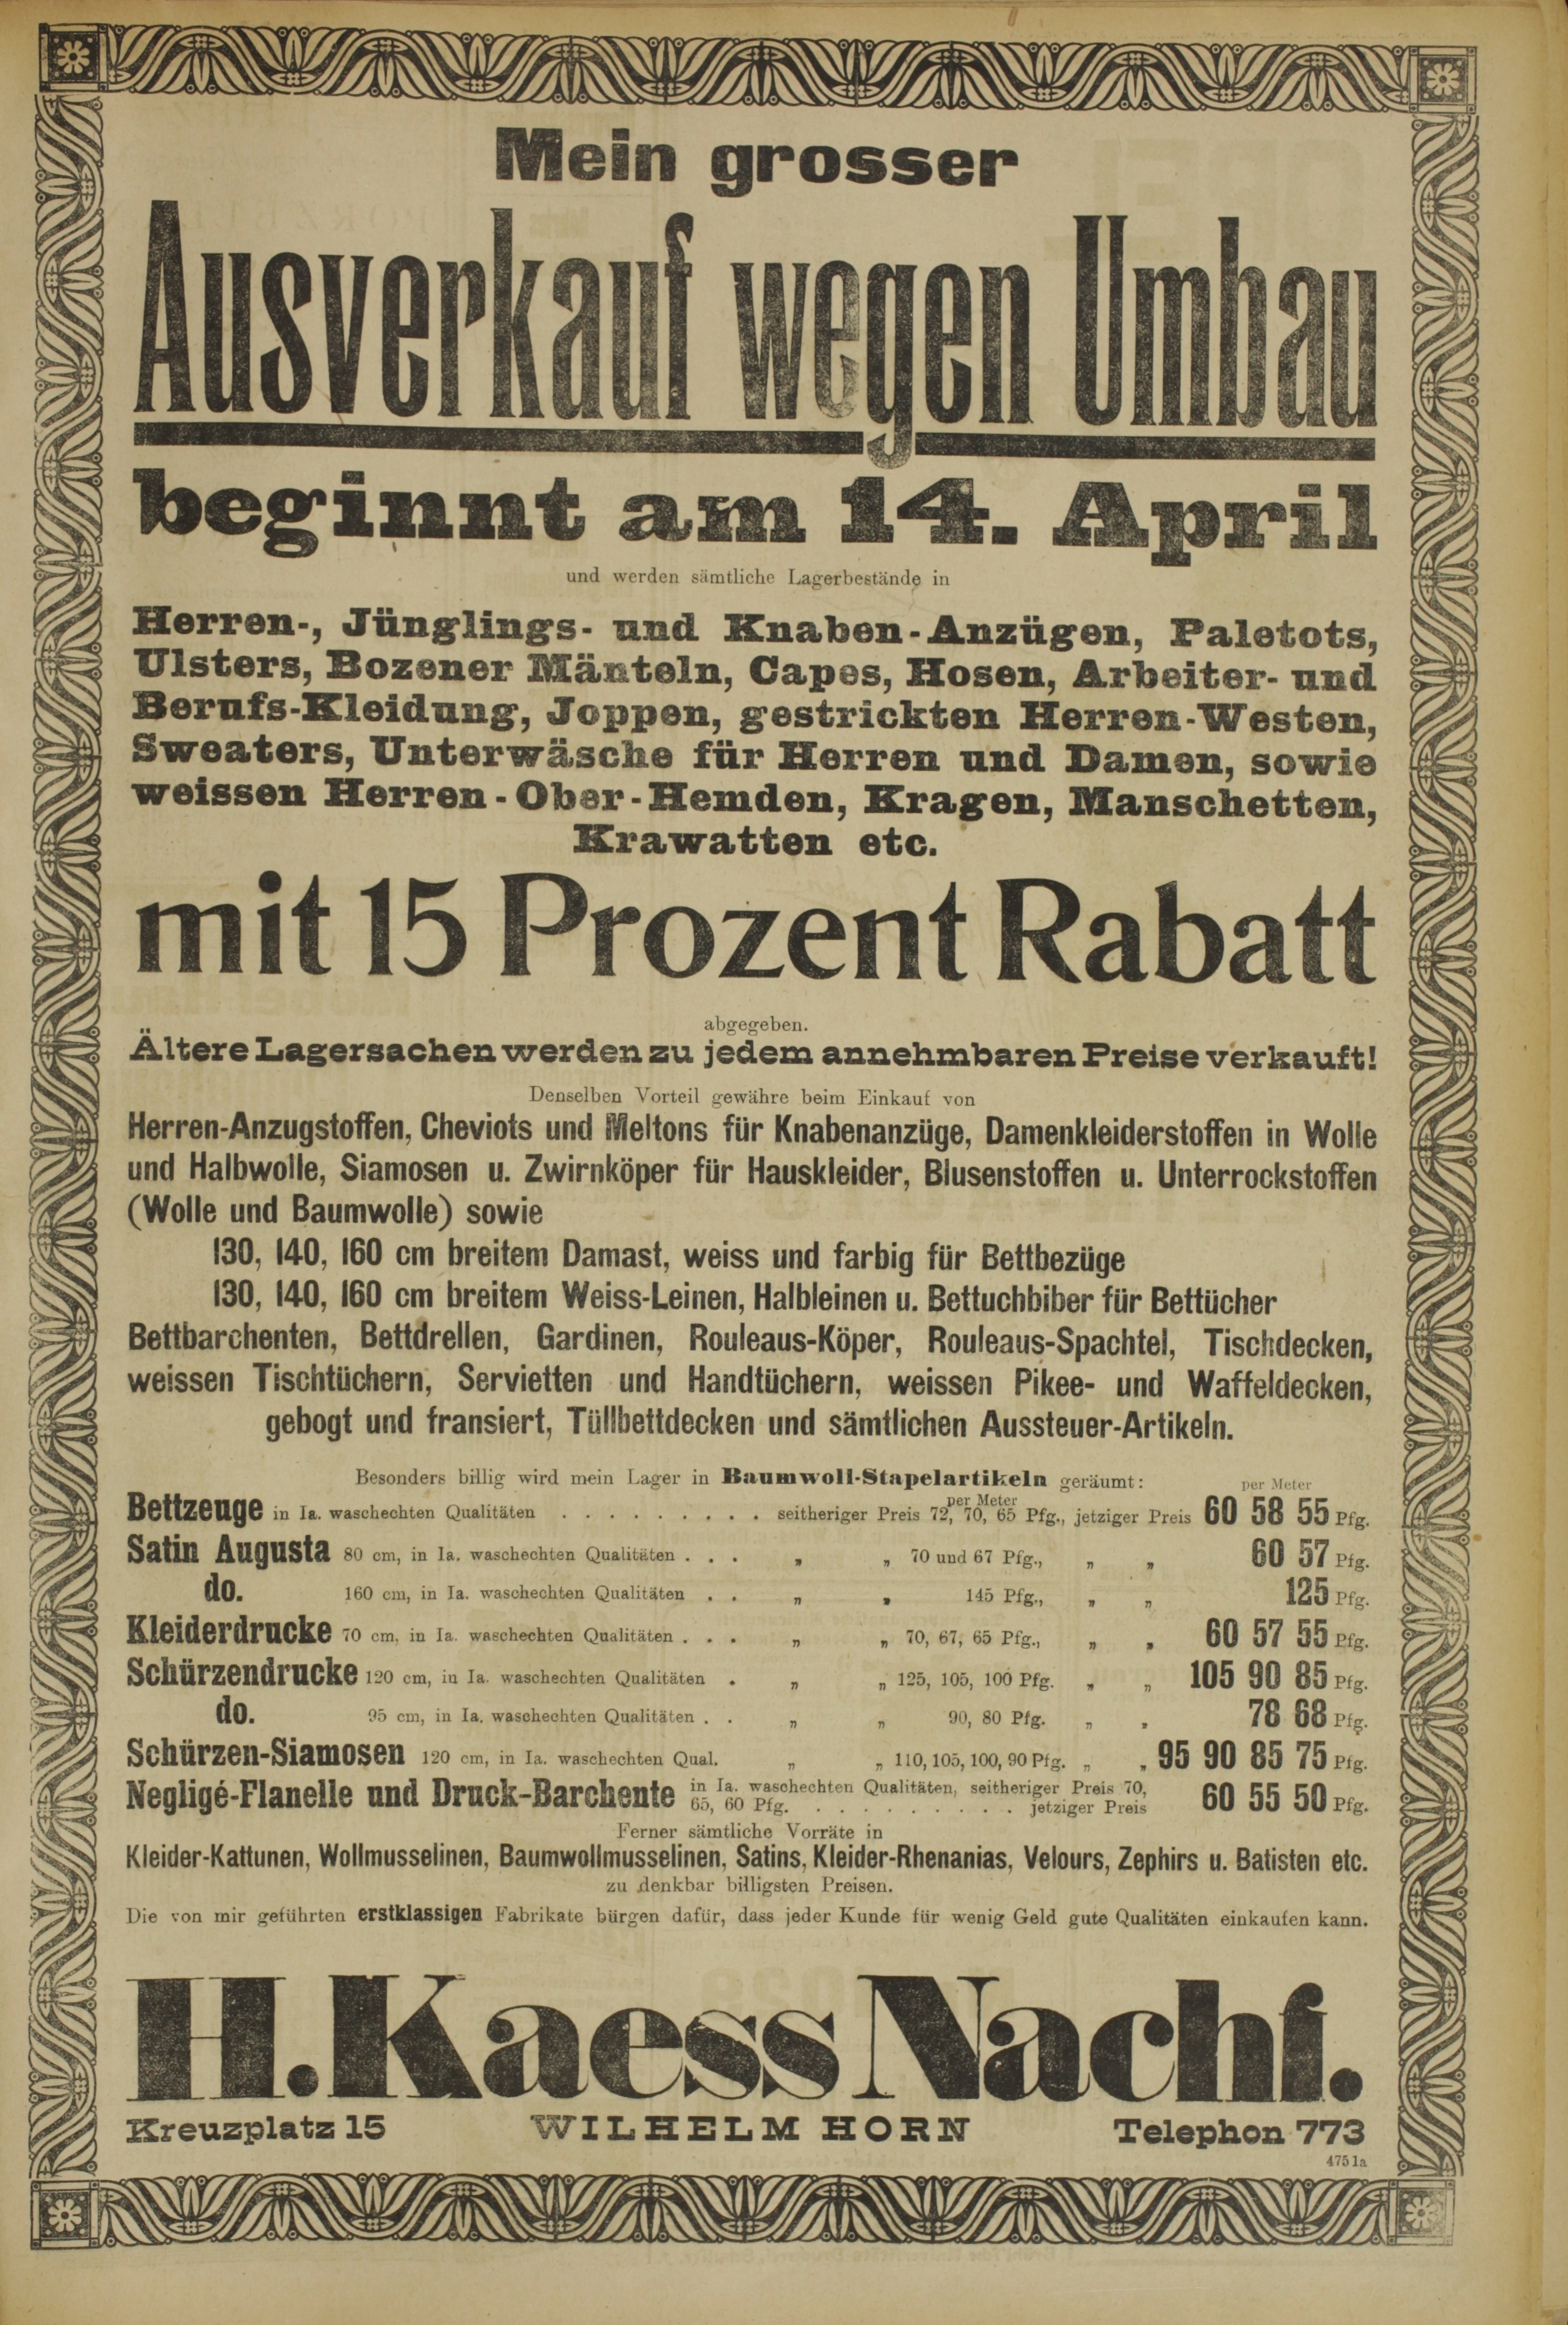 Mein grosser
Ausverkauf wegen Umbau
beginnt am 14. April
und werden sämtliche Lagerbestände in
Herren-, Jünglings- und Knaben-Anzügen, Paletots,
Ulsters, Bozener Mänteln, Capes, Hosen, Arbeiter- und
Berufs-Kleidung, Joppen, gestrickten Herren-Westen,
Sweaters, Unterwäsche für Herren und Damen, sowie
weissen Herren-Ober-Hemden, Kragen, Manschetten,
Krawatten etc.
mit 15 Prozent Rabatt
abgegeben.
Ältere Lagersachen werden zu jedem annehmbaren Preise verkauft!
Denselben Vorteil gewähre beim Einkauf von
Herren-Anzugstoffen, Cheviots und Meltons für Knabenanzüge, Damenkleiderstoffen in Wolle
und Halbwolle, Siamosen u. Zwirnköper für Hauskleider, Blusenstoffen u. Unterrockstoffen
(Wolle und Baumwolle) sowie
130, 140, 160 cm breitem Damast, weiss und farbig für Bettbezüge
130, 140, 160 cm breitem Weiss-Leinen, Halbleinen u. Bettuchbiber für Bettücher
Bettbarchenten, Bettdrellen, Gardinen, Rouleaus-Köper, Rouleaus-Spachtel, Tischdecken,
weissen Tischtüchern, Servietten und Handtüchern, weissen Pikee- und Waffeldecken,
gebogt und fransiert, Tüllbettdecken und sämtlichen Aussteuer-Artikeln.
Besonders billig wird mein Lager in Baumwoll-Stapelartikeln geräumt: per Meter
per Meter
Bettzeuge in Ia. waschechten Qualitäten . . . . . . . . . seitheriger Preis 72, 70, 65 Pfg., jetziger Preis 60 58 55 Pfg.
Satin Augusta 80 cm, in Ia. waschechten Qualitäten . . . „ „ 70 und 67 Pfg., „ „ 60 57 Pfg.
do. 160 cm, in Ia. waschechten Qualitäten . . „ „ 145 Pfg., „ „ 125 Pfg.
Kleiderdrucke 70 cm, in Ia. waschechten Qualitäten . . . „ „ 70, 67, 65 Pfg., „ „ 60 57 55 Pfg.
Schürzendrucke 120 cm, in Ia. waschechten Qualitäten . „ „ 125, 105, 100 Pfg. „ „ 105 90 85 Pfg.
do. 95 cm, in Ia. waschechten Qualitäten . . „ „ 90, 80 Pfg. „ „ 78 68 Pfg.
Schürzen-Siamosen 120 cm, in Ia. waschechten Qual. „ „ 110, 105, 100, 90 Pfg. „ „ 95 90 85 75 Pfg.
Negligé-Flanelle und Druck-Barchente in Ia. waschechten Qualitäten, seitheriger Preis 70,
65, 60 Pfg. . . . . . . . . . . jetziger Preis 60 55 50 Pfg.
Ferner sämtliche Vorräte in
Kleider-Kattunen, Wollmusselinen, Baumwollmusselinen, Satins, Kleider-Rhenanias, Velours, Zephirs u. Batisten etc.
zu denkbar billigsten Preisen.
Die von mir geführten erstklassigen Fabrikate bürgen dafür, dass jeder Kunde für wenig Geld gute Qualitäten einkaufen kann.
H. Kaess Nachf.
Kreuzplatz 15 WILHELM HORN Telephon 773
4751a